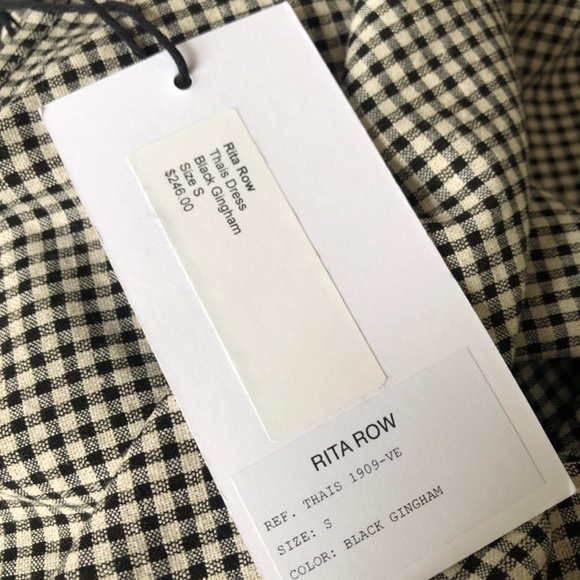 Rita Row
Thais Dress
Black Gingham
Size S
$246.00
RITA ROW
REF. THAIS 1909-VE
SIZE: S
COLOR: BLACK GINGHAM